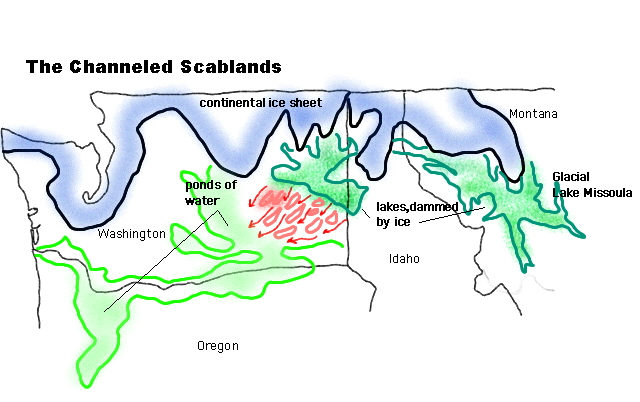 The Channeled Scablands
continental ice sheet
Montana
ponds of
water
Glacial
Lake Missoula
lakes,dammed
by ice
Washington
Idaho
Oregon